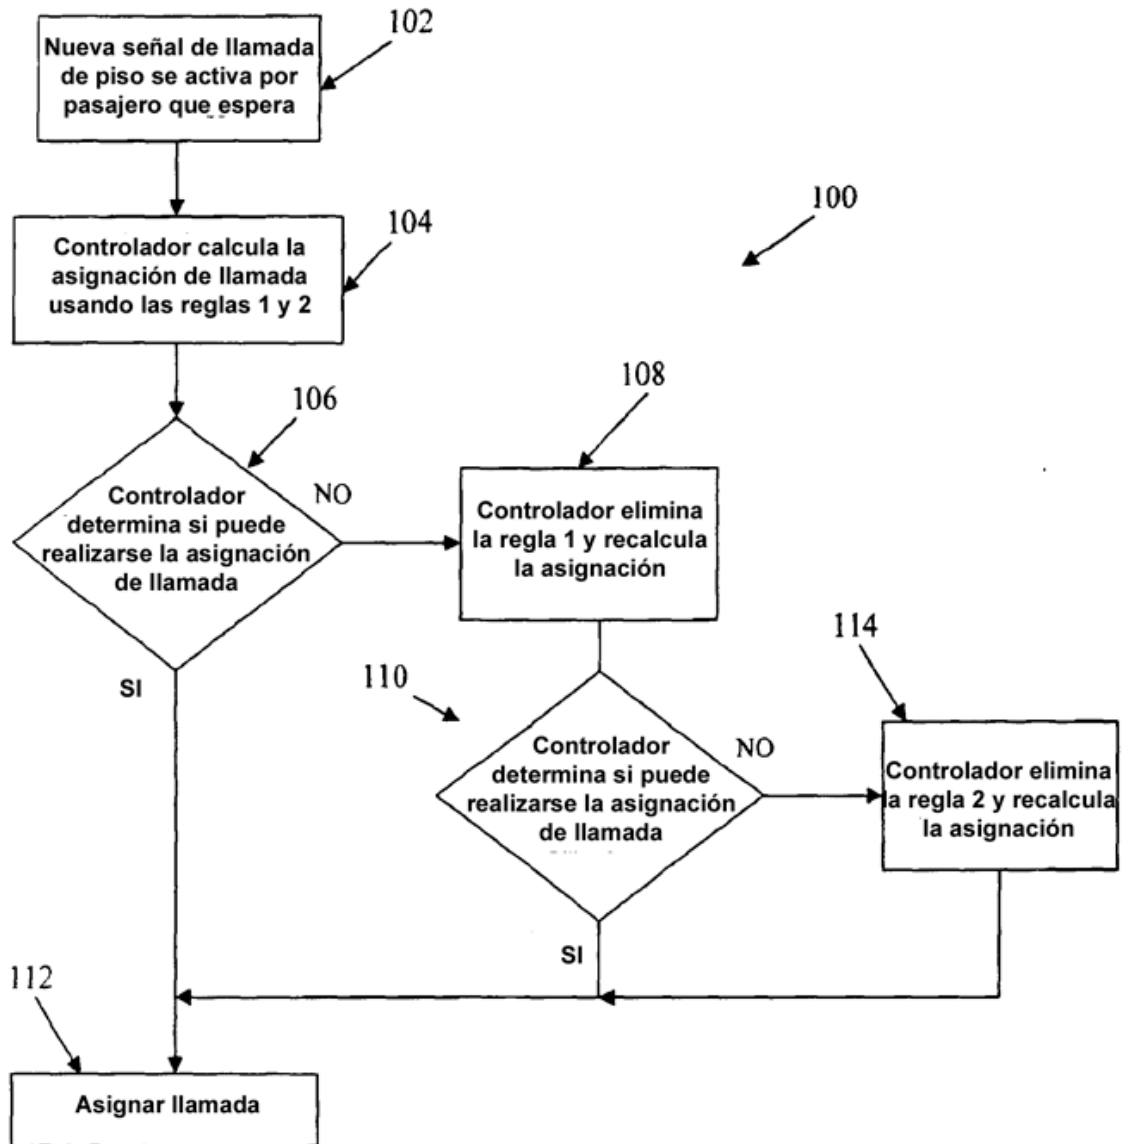 102
Nueva señal de llamada
de piso se activa por
pasajero que espera
100
104
Controlador calcula la
asignación de llamada
usando las reglas 1 y 2
106
108
Controlador
determina si puede
realizarse la asignación
de llamada
NO
Controlador elimina
la regla 1 y recalcula
la asignación
SI
110
114
Controlador
determina si puede
realizarse la asignación
de llamada
NO
Controlador elimina
la regla 2 y recalcula
la asignación
SI
112
Asignar llamada